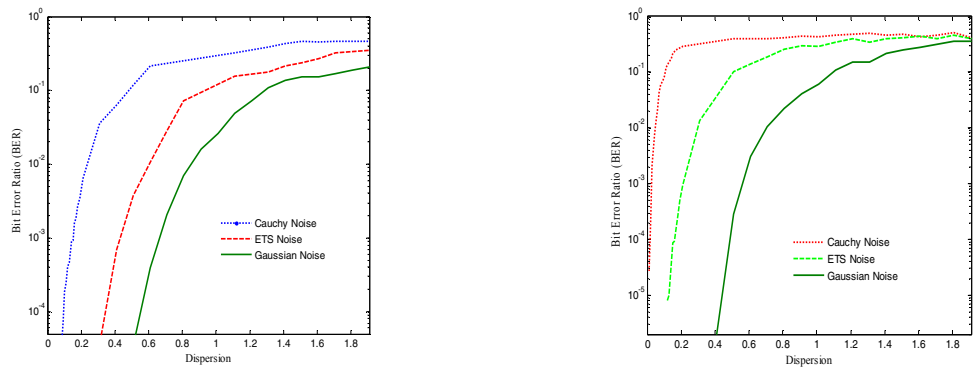 10^0
10^-1
10^-2
10^-3
10^-4
Bit Error Ratio (BER)
Cauchy Noise
ETS Noise
Gaussian Noise
0 0.2 0.4 0.6 0.8 1 1.2 1.4 1.6 1.8
Dispersion
10^0
10^-1
10^-2
10^-3
10^-4
10^-5
Bit Error Ratio (BER)
Cauchy Noise
ETS Noise
Gaussian Noise
0 0.2 0.4 0.6 0.8 1 1.2 1.4 1.6 1.8
Dispersion